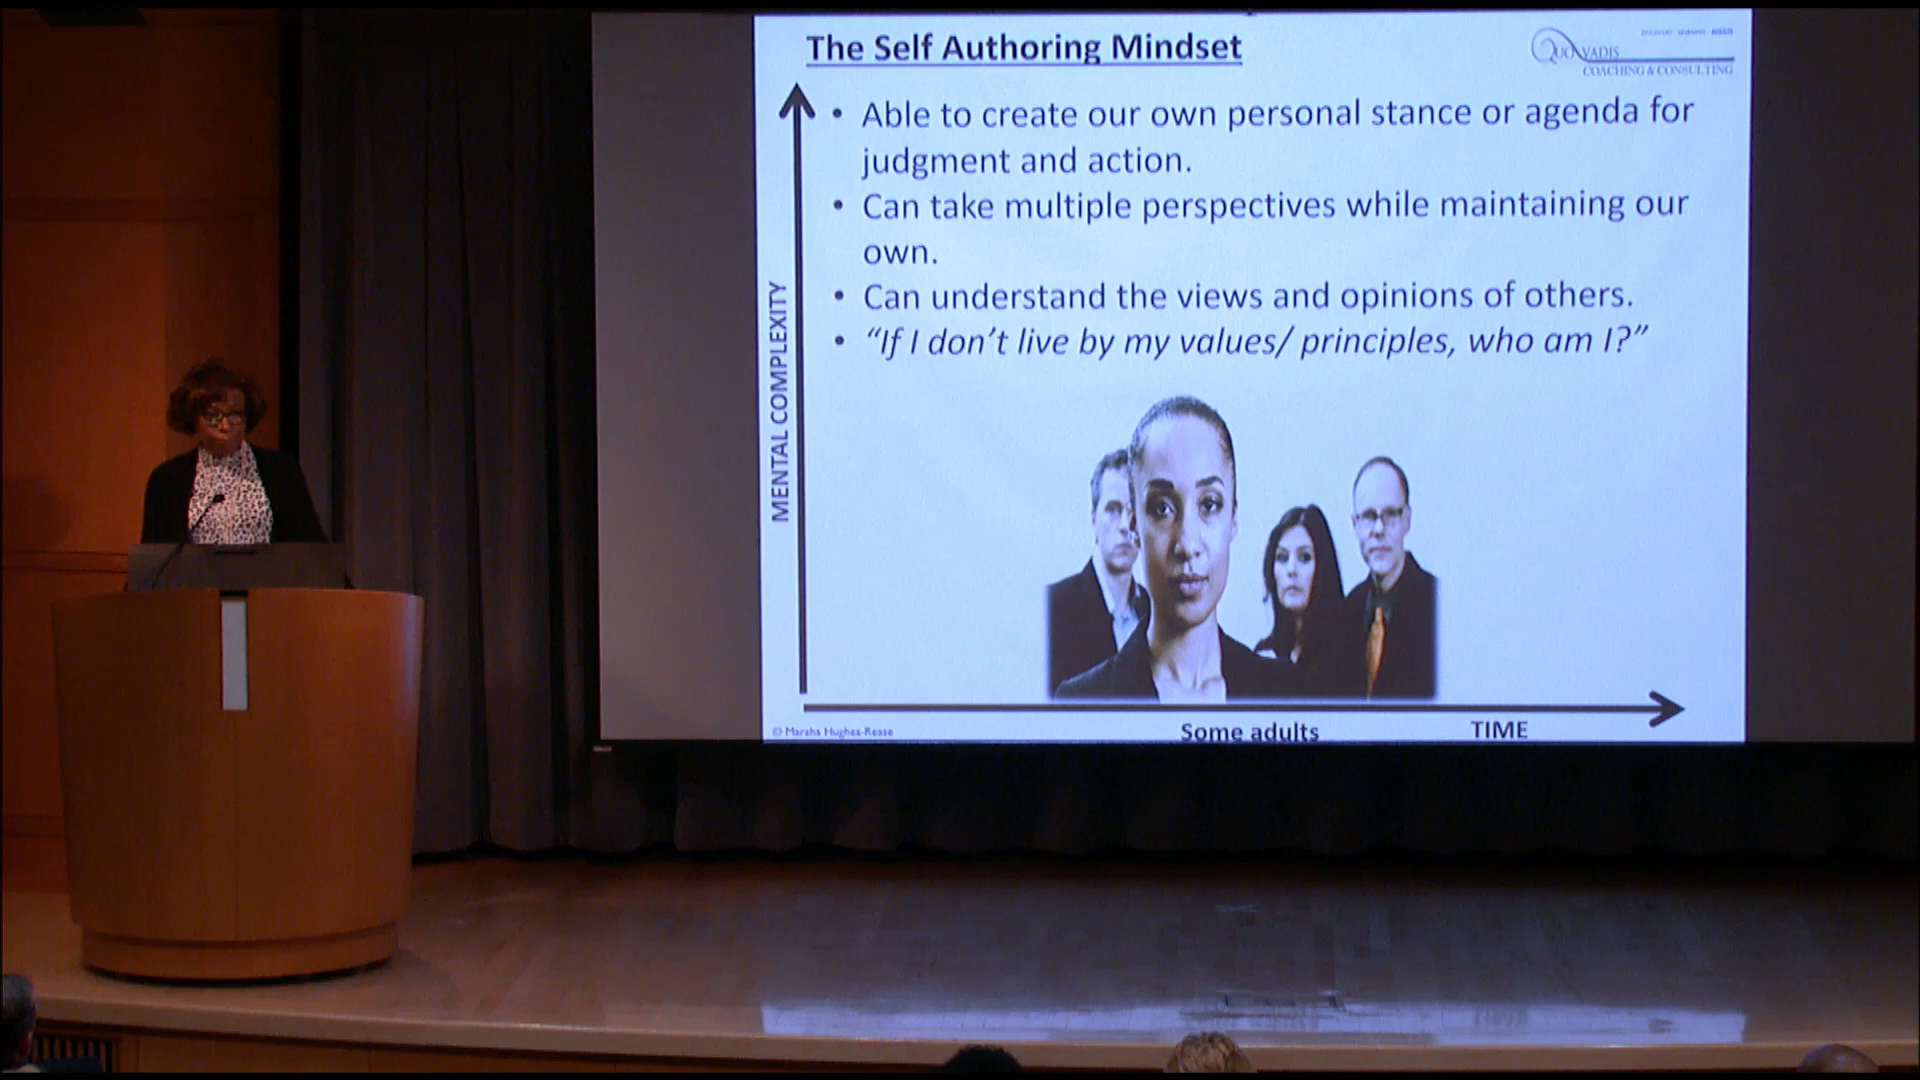 The Self Authoring Mindset
QUO VADIS
COACHING & CONSULTING
• Able to create our own personal stance or agenda for
judgment and action.
• Can take multiple perspectives while maintaining our
own.
• Can understand the views and opinions of others.
• “If I don’t live by my values/ principles, who am I?”
MENTAL COMPLEXITY
Some adults
TIME
© Marsha Hughes-Rease